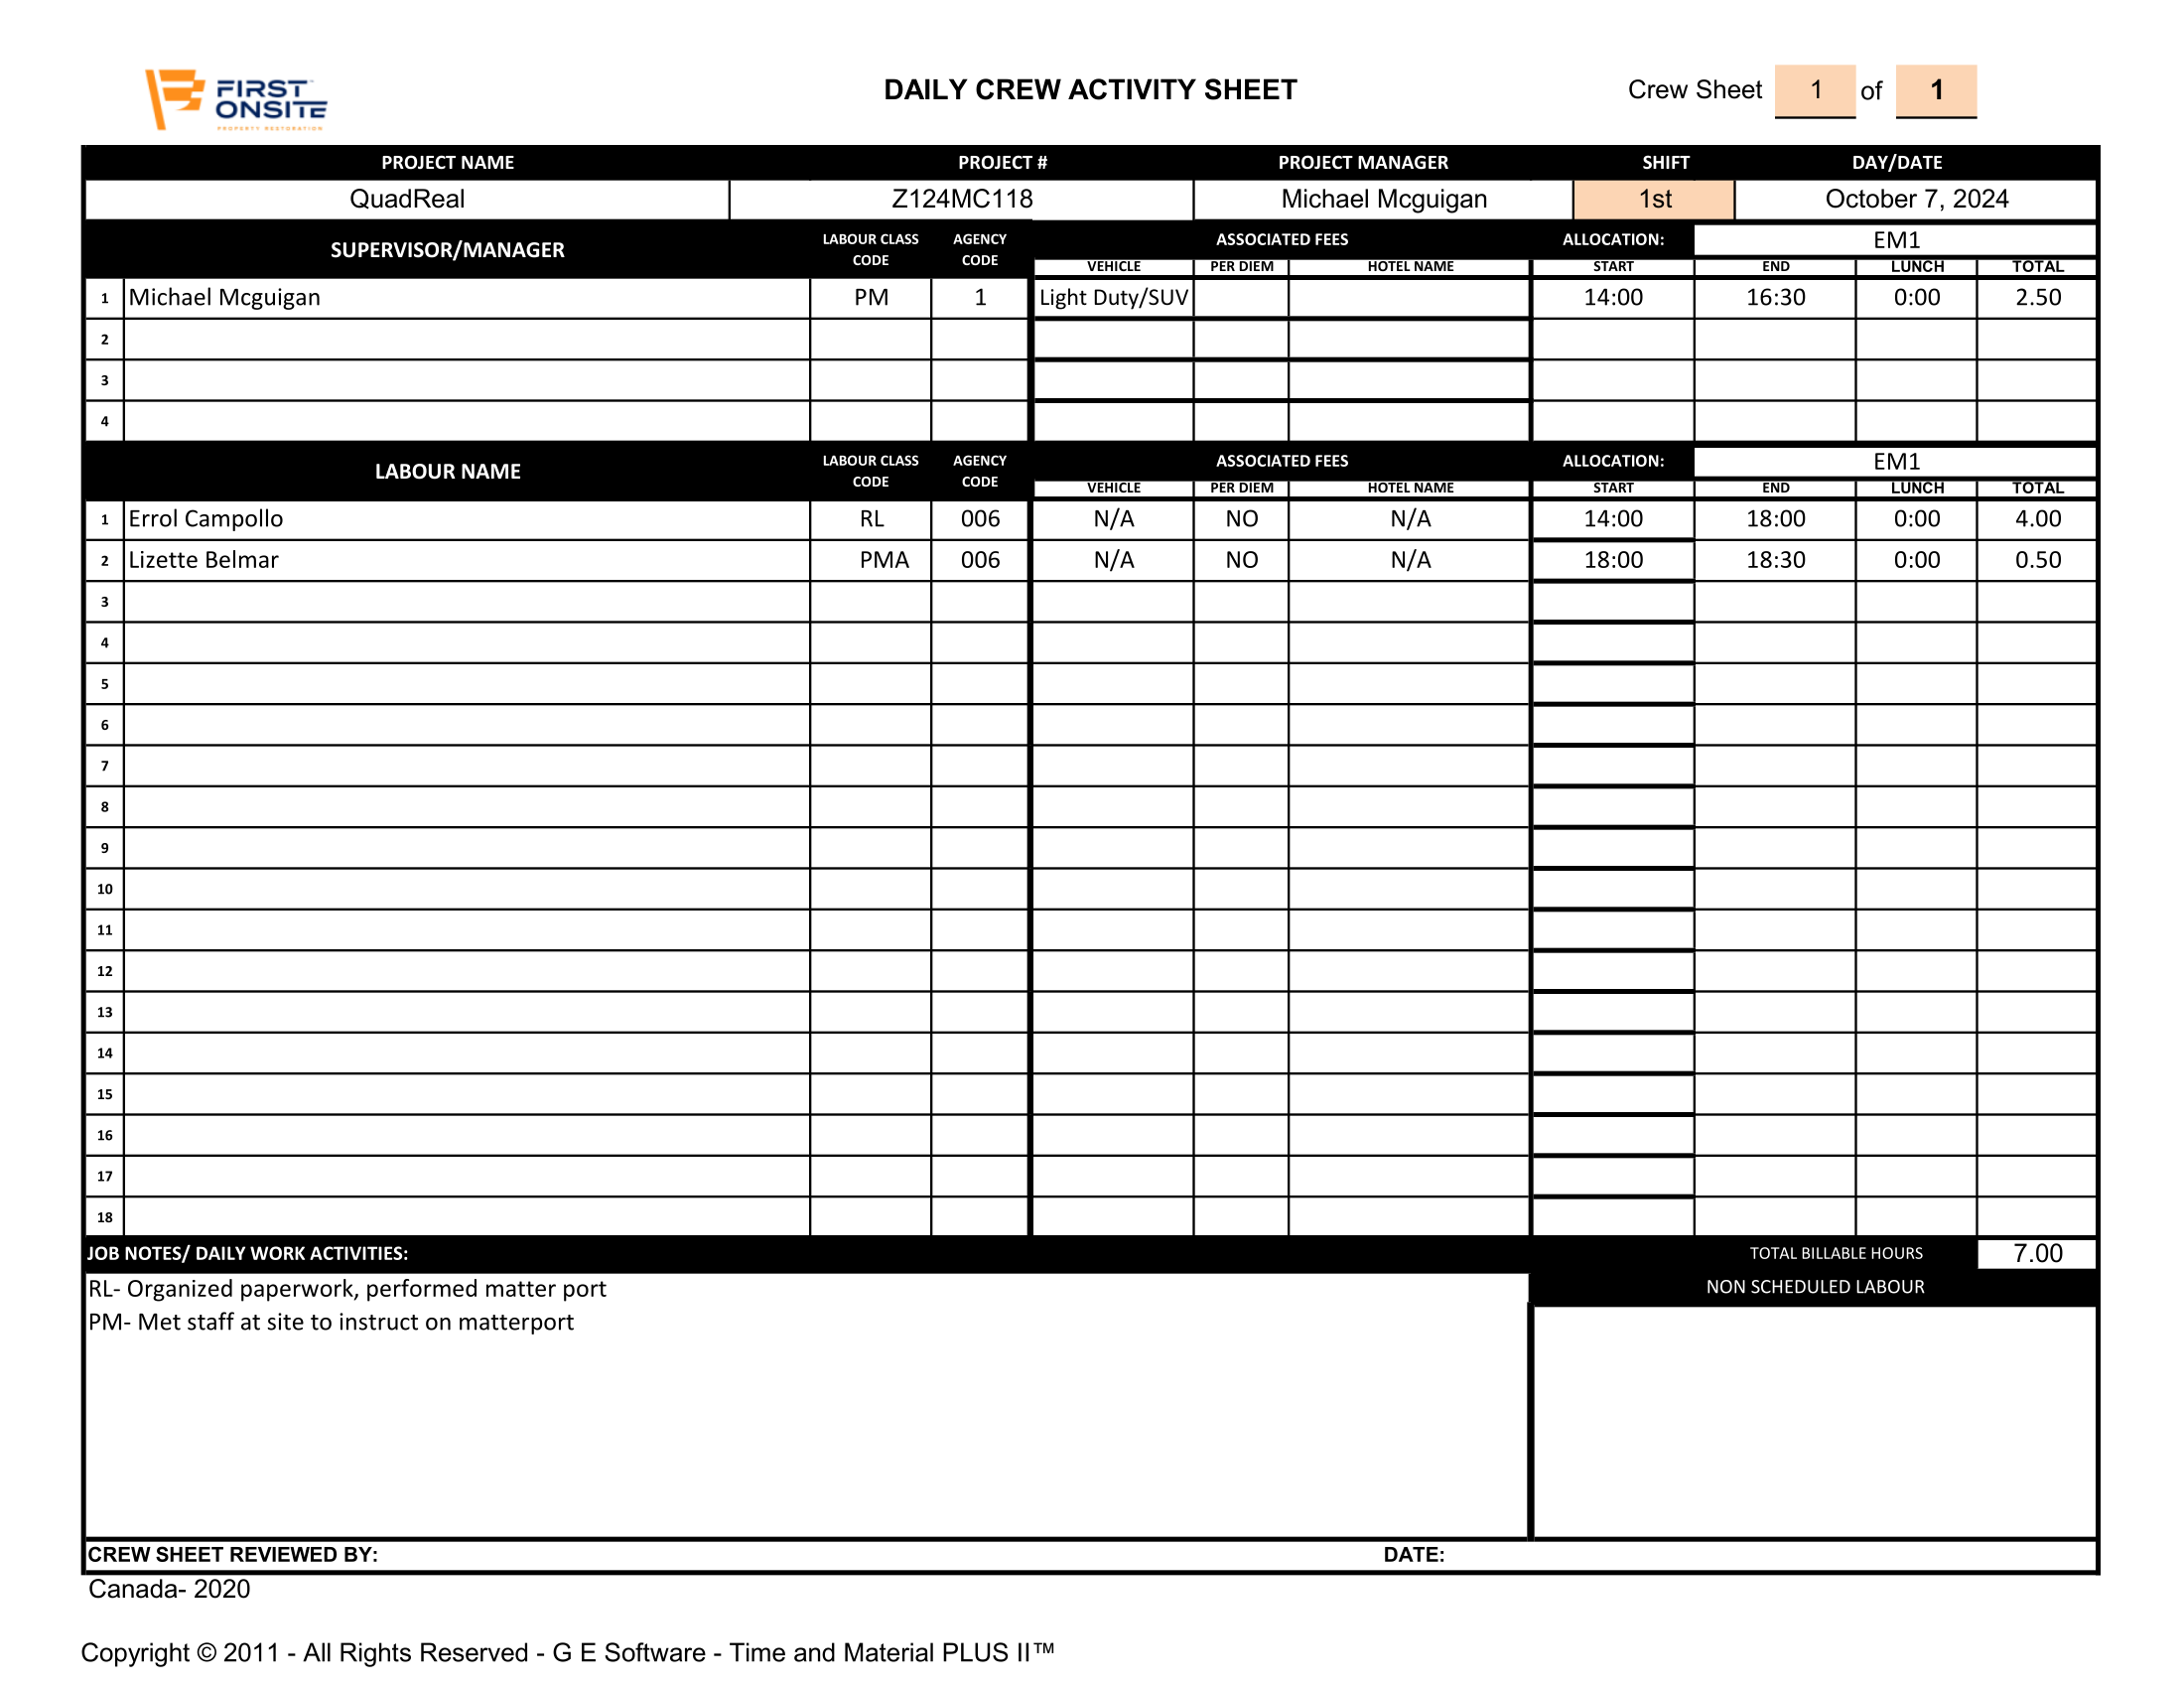 FIRST ONSITE PROPERTY RESTORATION
DAILY CREW ACTIVITY SHEET
Crew Sheet 1 of 1
PROJECT NAME PROJECT # PROJECT MANAGER SHIFT DAY/DATE
QuadReal Z124MC118 Michael Mcguigan 1st October 7, 2024
SUPERVISOR/MANAGER LABOUR CLASS CODE AGENCY CODE ASSOCIATED FEES ALLOCATION: EM1
VEHICLE PER DIEM HOTEL NAME START END LUNCH TOTAL
1 Michael Mcguigan PM 1 Light Duty/SUV 14:00 16:30 0:00 2.50
2
3
4
LABOUR NAME LABOUR CLASS CODE AGENCY CODE ASSOCIATED FEES ALLOCATION: EM1
VEHICLE PER DIEM HOTEL NAME START END LUNCH TOTAL
1 Errol Campollo RL 006 N/A NO N/A 14:00 18:00 0:00 4.00
2 Lizette Belmar PMA 006 N/A NO N/A 18:00 18:30 0:00 0.50
3
4
5
6
7
8
9
10
11
12
13
14
15
16
17
18
JOB NOTES/ DAILY WORK ACTIVITIES: TOTAL BILLABLE HOURS 7.00
RL- Organized paperwork, performed matter port NON SCHEDULED LABOUR
PM- Met staff at site to instruct on matterport
CREW SHEET REVIEWED BY: DATE:
Canada- 2020
Copyright © 2011 - All Rights Reserved - G E Software - Time and Material PLUS II™